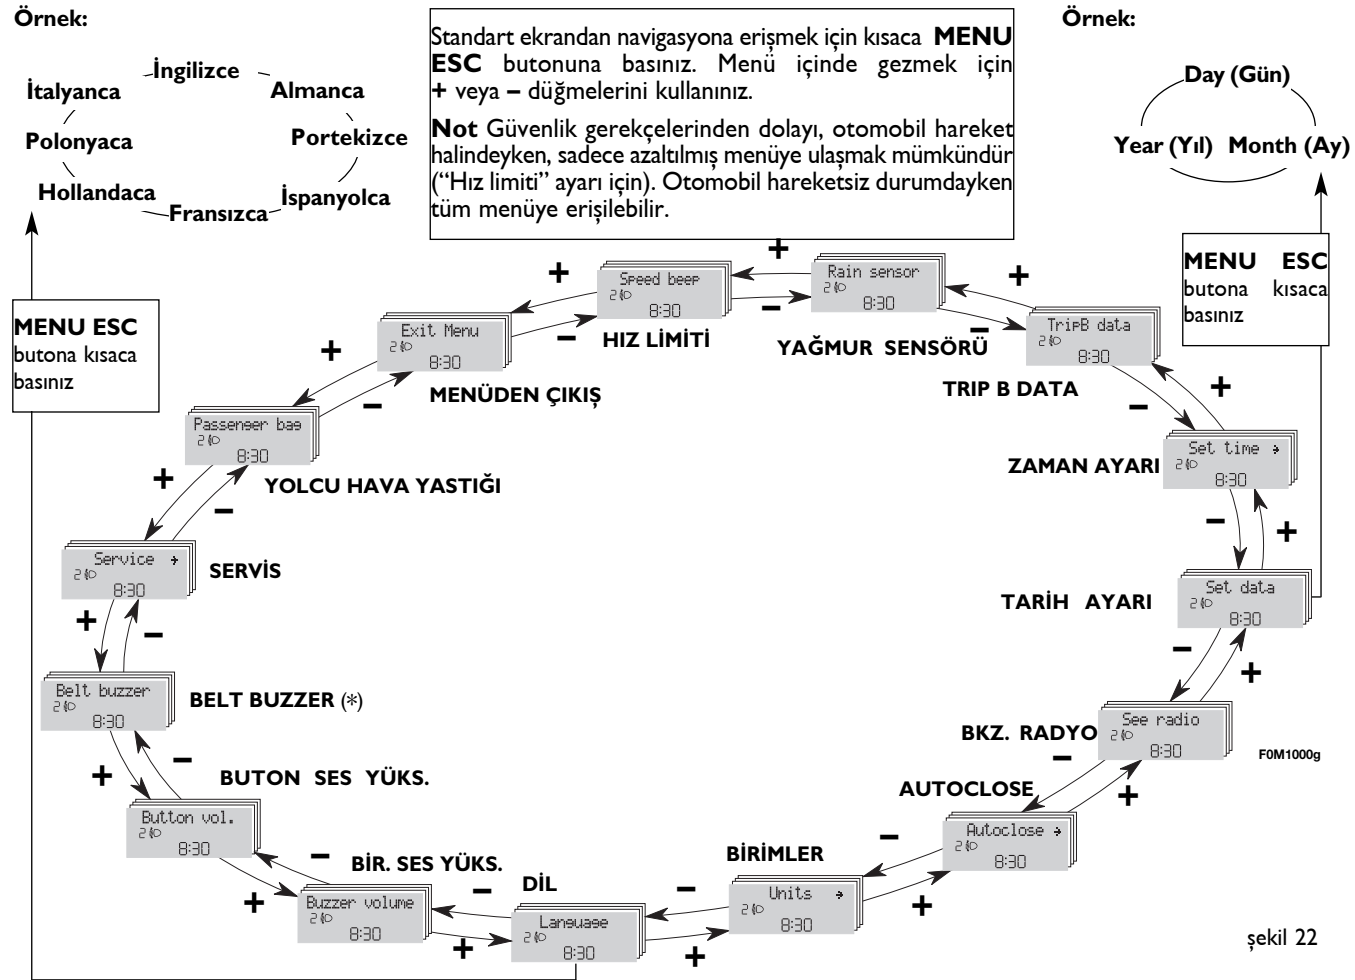 Örnek:
İngilizce
İtalyanca
Almanca
Polonyaca
Portekizce
Hollandaca
Fransızca
İspanyolca
Standart ekrandan navigasyona erişmek için kısaca MENU
ESC butonuna basınız. Menü içinde gezmek için
+ veya – düğmelerini kullanınız.
Not Güvenlik gerekçelerinden dolayı, otomobil hareket
halindeyken, sadece azaltılmış menüye ulaşmak mümkündür
(“Hız limiti” ayarı için). Otomobil hareketsiz durumdayken
tüm menüye erişilebilir.
Örnek:
Day (Gün)
Year (Yıl) Month (Ay)
MENU ESC
butona kısaca
basınız
MENU ESC
butona kısaca
basınız
+
–
Speed beep
8:30
HIZ LİMİTİ
+
–
Rain sensor
8:30
YAĞMUR SENSÖRÜ
+
–
TripB data
8:30
TRIP B DATA
+
–
Set time →
8:30
ZAMAN AYARI
–
+
Set data
8:30
TARİH AYARI
–
+
See radio
8:30
BKZ. RADYO
F0M1000g
–
+
Autoclose →
8:30
AUTOCLOSE
–
+
Units →
8:30
BİRİMLER
–
+
Language
8:30
DİL
–
+
Buzzer volume
8:30
BİR. SES YÜKS.
–
+
Button vol.
8:30
BUTON SES YÜKS.
–
+
Belt buzzer
8:30
BELT BUZZER (*)
+
–
Service →
8:30
SERVİS
+
–
Passenger bag
8:30
YOLCU HAVA YASTIĞI
+
–
Exit Menu
8:30
MENÜDEN ÇIKIŞ
şekil 22